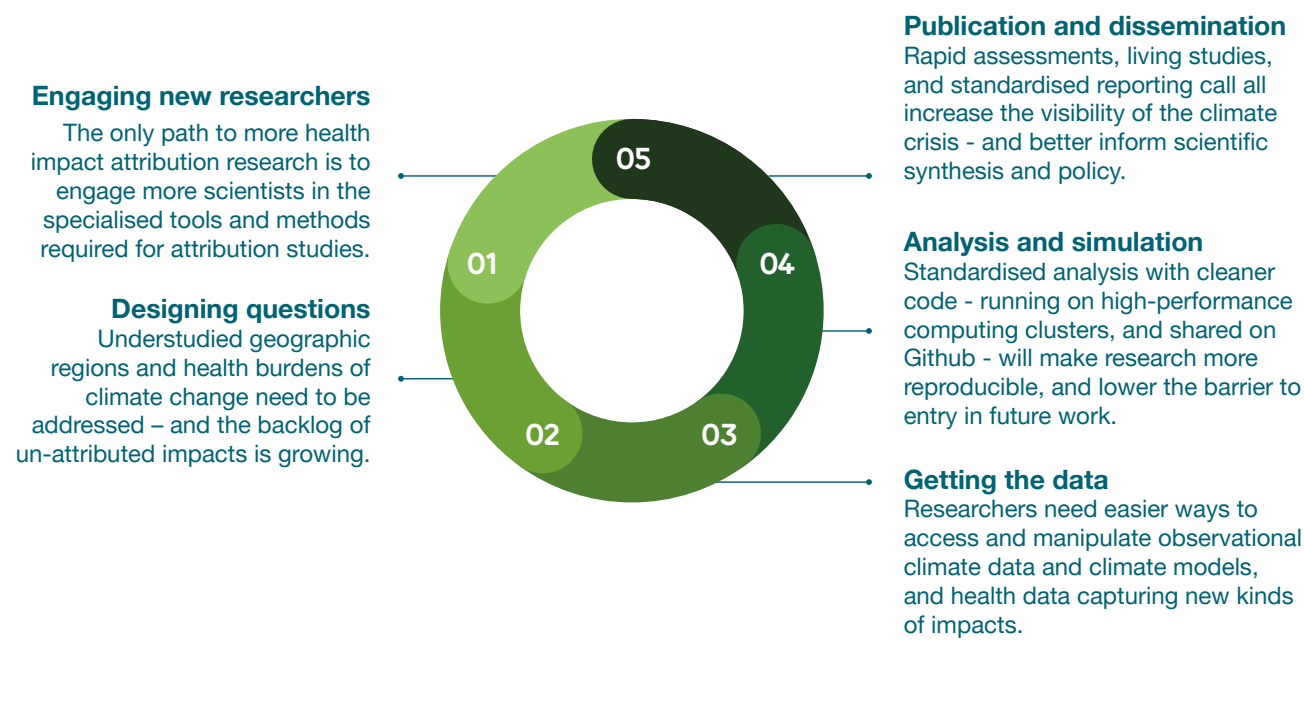 Engaging new researchers
The only path to more health
impact attribution research is to
engage more scientists in the
specialised tools and methods
required for attribution studies.
Designing questions
Understudied geographic
regions and health burdens of
climate change need to be
addressed – and the backlog of
un-attributed impacts is growing.
01
02
03
04
05
Publication and dissemination
Rapid assessments, living studies,
and standardised reporting call all
increase the visibility of the climate
crisis - and better inform scientific
synthesis and policy.
Analysis and simulation
Standardised analysis with cleaner
code - running on high-performance
computing clusters, and shared on
Github - will make research more
reproducible, and lower the barrier to
entry in future work.
Getting the data
Researchers need easier ways to
access and manipulate observational
climate data and climate models,
and health data capturing new kinds
of impacts.